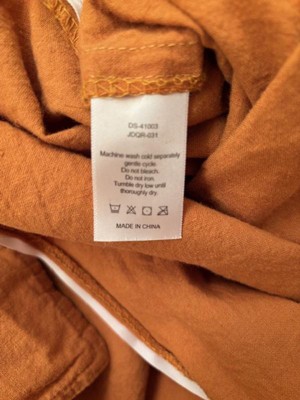 DS-41003
JDQR-031
Machine wash cold separately
gentle cycle.
Do not bleach.
Do not iron.
Tumble dry low until
thoroughly dry.
MADE IN CHINA